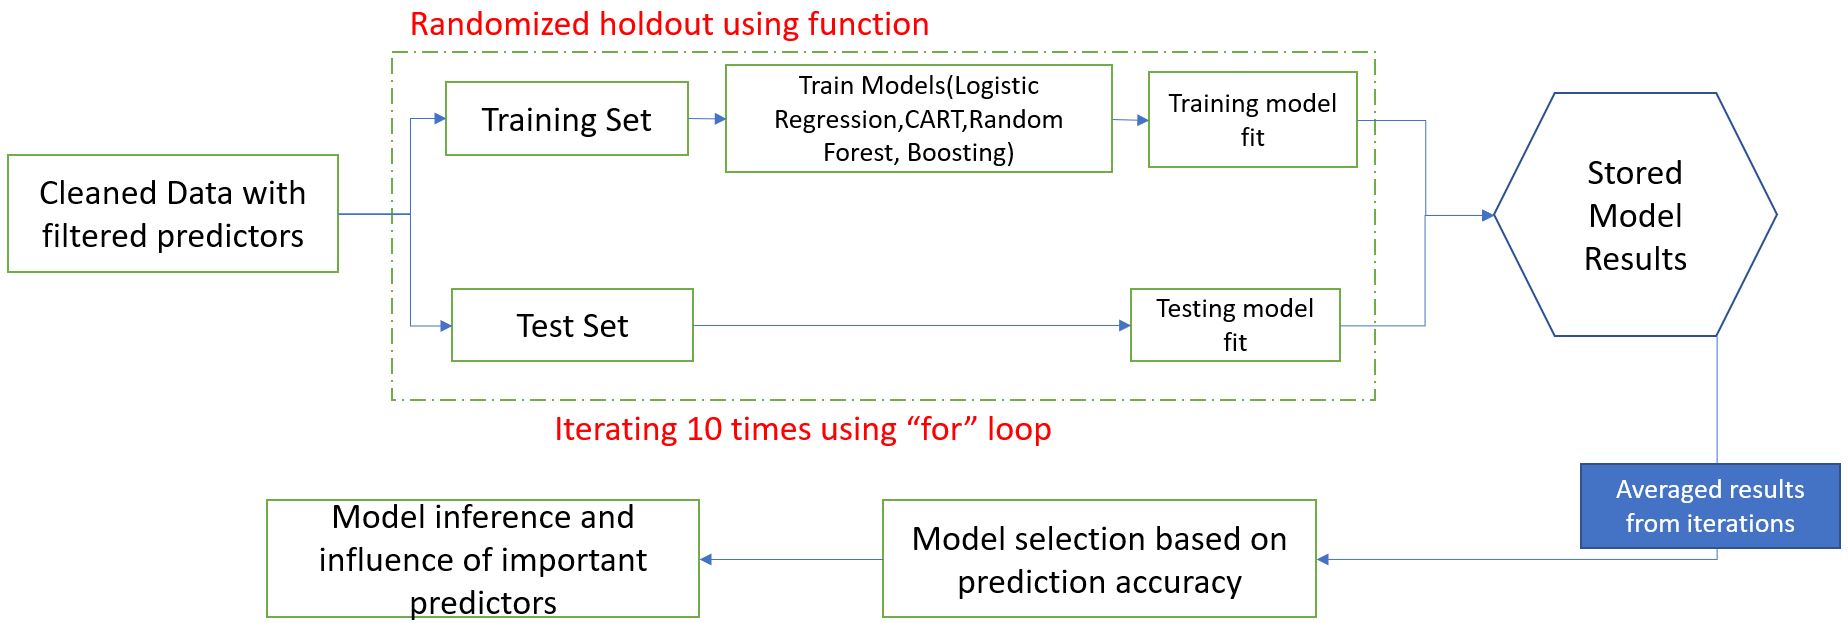 Randomized holdout using function
Cleaned Data with
filtered predictors
Training Set
Train Models(Logistic
Regression,CART,Random
Forest, Boosting)
Training model
fit
Test Set
Testing model
fit
Stored
Model
Results
Iterating 10 times using “for” loop
Averaged results
from iterations
Model selection based on
prediction accuracy
Model inference and
influence of important
predictors